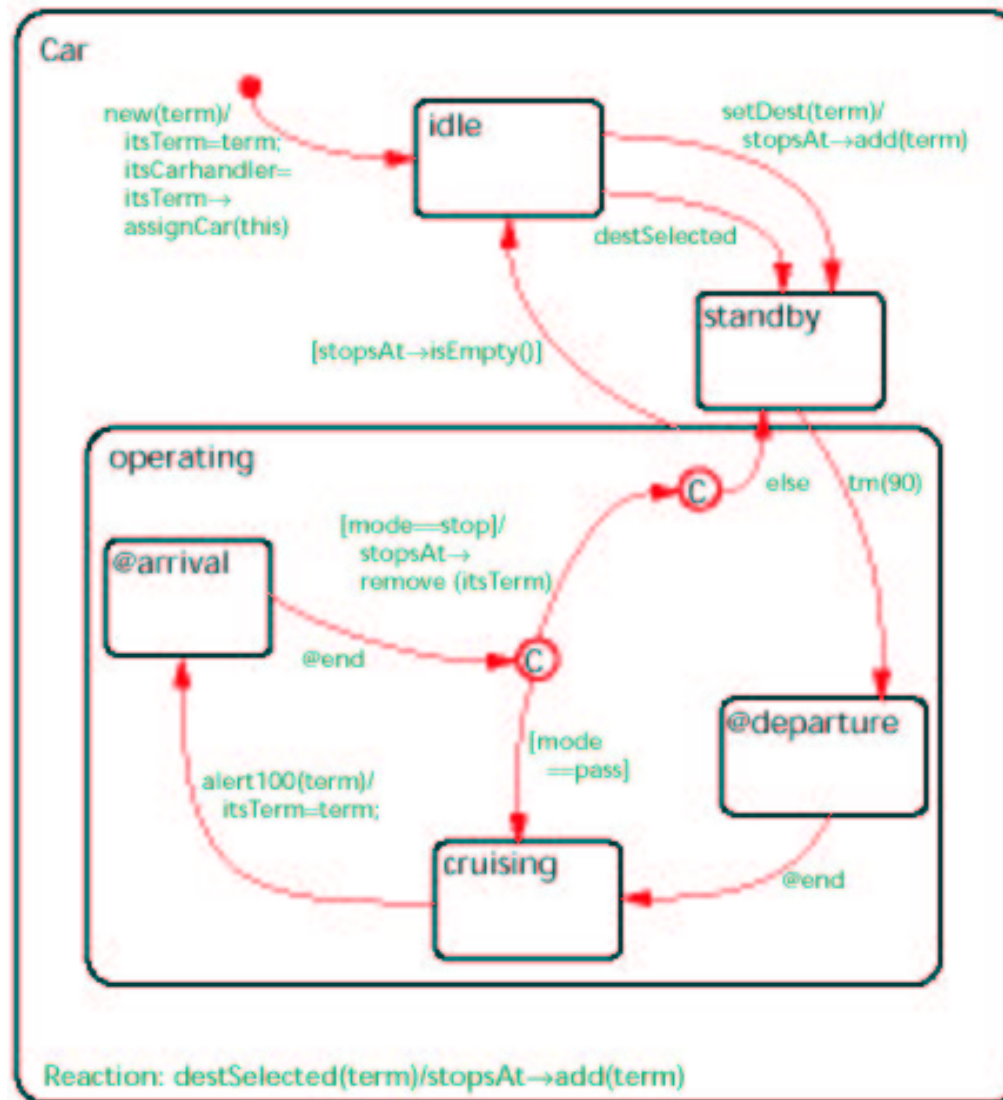 Car
new(term)/
itsTerm=term;
itsCarhandler=
itsTerm→
assignCar(this)
idle
setDest(term)/
stopsAt→add(term)
destSelected
standby
[stopsAt→isEmpty()]
operating
C
else
tm(90)
[mode==stop]/
stopsAt→
remove (itsTerm)
@arrival
@end
C
@departure
[mode
==pass]
alert100(term)/
itsTerm=term;
cruising
@end
Reaction: destSelected(term)/stopsAt→add(term)